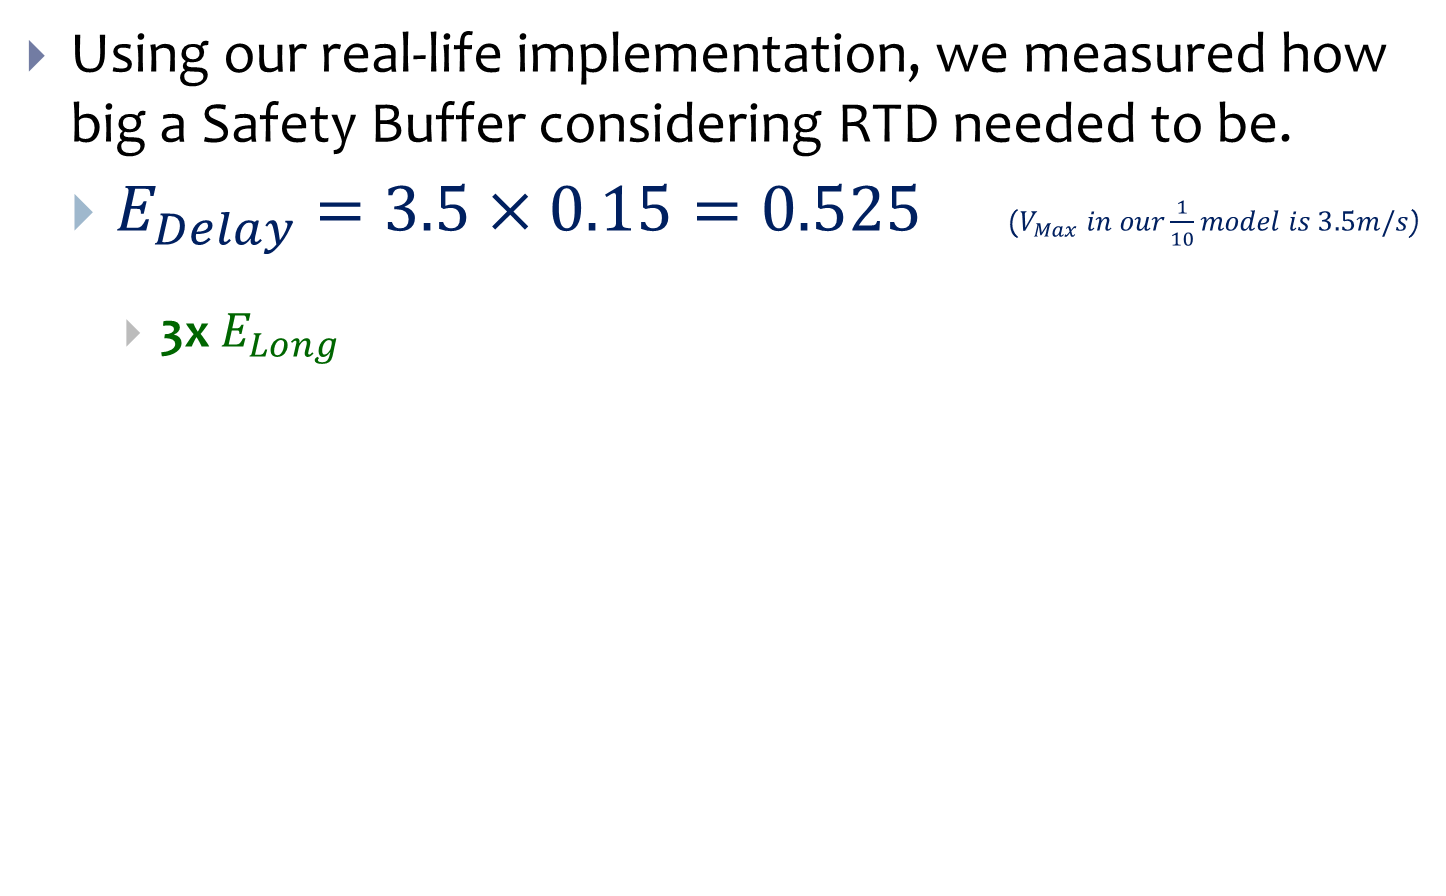 Using our real-life implementation, we measured how
big a Safety Buffer considering RTD needed to be.
E_Delay = 3.5 × 0.15 = 0.525 (V_Max in our 1/10 model is 3.5m/s)
3x E_Long